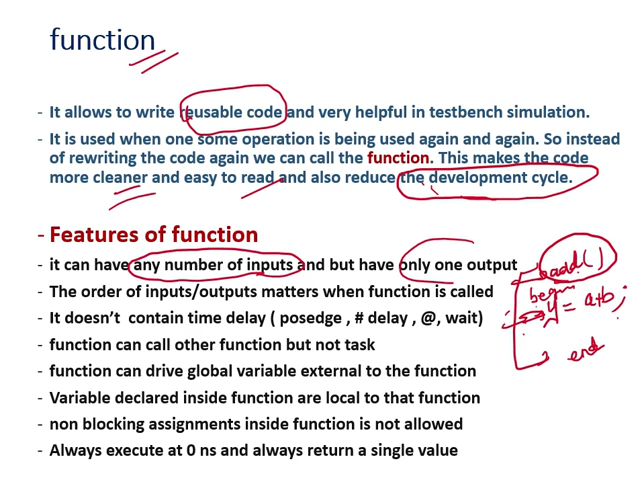 function
- It allows to write reusable code and very helpful in testbench simulation.
- It is used when one some operation is being used again and again. So instead
of rewriting the code again we can call the function. This makes the code
more cleaner and easy to read and also reduce the development cycle.
- Features of function
- it can have any number of inputs and but have only one output
- The order of inputs/outputs matters when function is called
- It doesn't contain time delay ( posedge , # delay , @, wait)
- function can call other function but not task
- function can drive global variable external to the function
- Variable declared inside function are local to that function
- non blocking assignments inside function is not allowed
- Always execute at 0 ns and always return a single value
add()
begin
y = a+b;
end